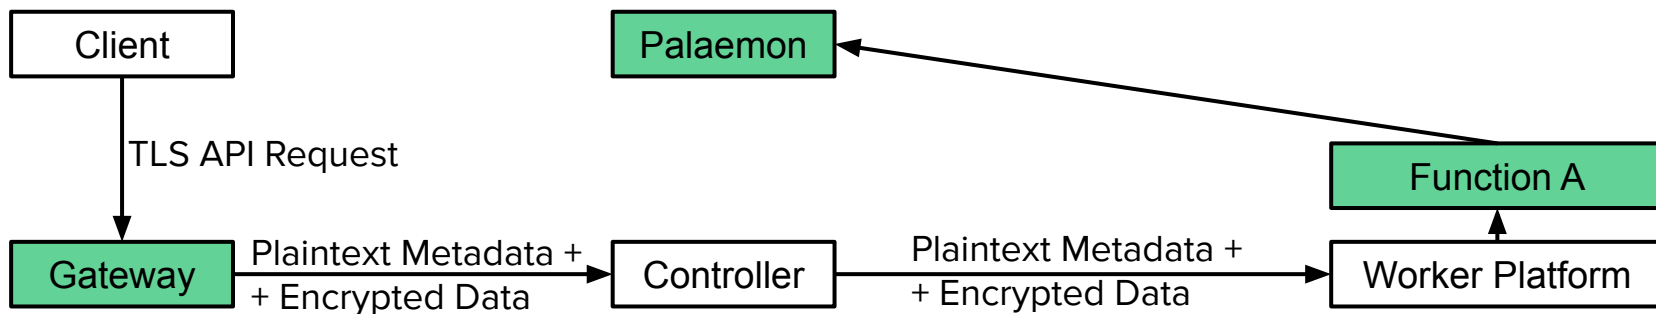 Client
Palaemon
TLS API Request
Function A
Gateway
Plaintext Metadata +
+ Encrypted Data
Controller
Plaintext Metadata +
+ Encrypted Data
Worker Platform